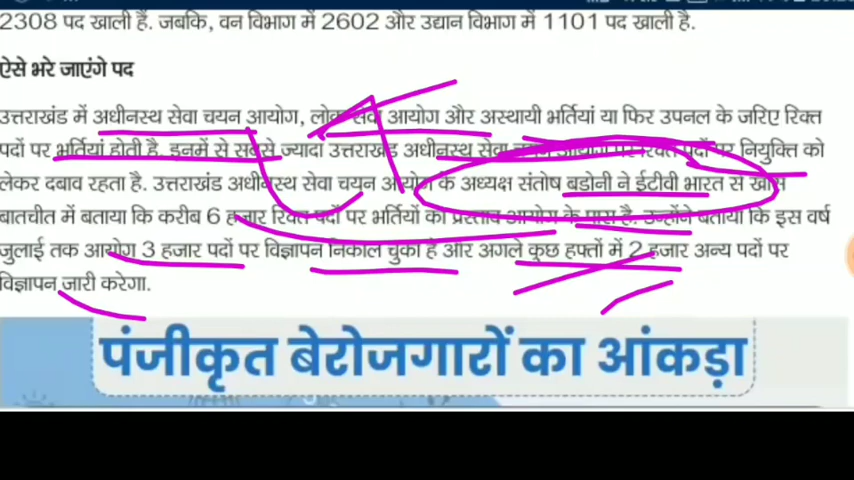 2308 पद खाली हैं. जबकि, वन विभाग में 2602 और उद्यान विभाग में 1101 पद खाली है.
ऐसे भरे जाएंगे पद
उत्तराखंड में अधीनस्थ सेवा चयन आयोग, लोक सेवा आयोग और अस्थायी भर्तियां या फिर उपनल के जरिए रिक्त
पदों पर भर्तियां होती है. इनमें से सबसे ज्यादा उत्तराखंड अधीनस्थ सेवा चयन आयोग पर रिक्त पदों पर नियुक्ति को
लेकर दबाव रहता है. उत्तराखंड अधीनस्थ सेवा चयन आयोग के अध्यक्ष संतोष बडोनी ने ईटीवी भारत से खास
बातचीत में बताया कि करीब 6 हजार रिक्त पदों पर भर्तियों का प्रस्ताव आयोग के पास है. उन्होंने बताया कि इस वर्ष
जुलाई तक आयोग 3 हजार पदों पर विज्ञापन निकाल चुका है और अगले कुछ हफ्तों में 2 हजार अन्य पदों पर
विज्ञापन जारी करेगा.
पंजीकृत बेरोजगारों का आंकड़ा